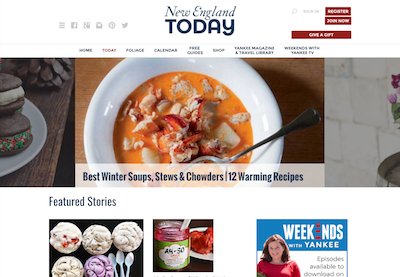 New England
TODAY
SIGN IN
REGISTER
JOIN NOW
GIVE A GIFT
HOME
TODAY
FOLIAGE
CALENDAR
FREE
GUIDES
SHOP
YANKEE MAGAZINE
& TRAVEL LIBRARY
WEEKENDS WITH
YANKEE TV
Best Winter Soups, Stews & Chowders | 12 Warming Recipes
Featured Stories
WEEKENDS
WITH YANKEE
Episodes
available to
download on